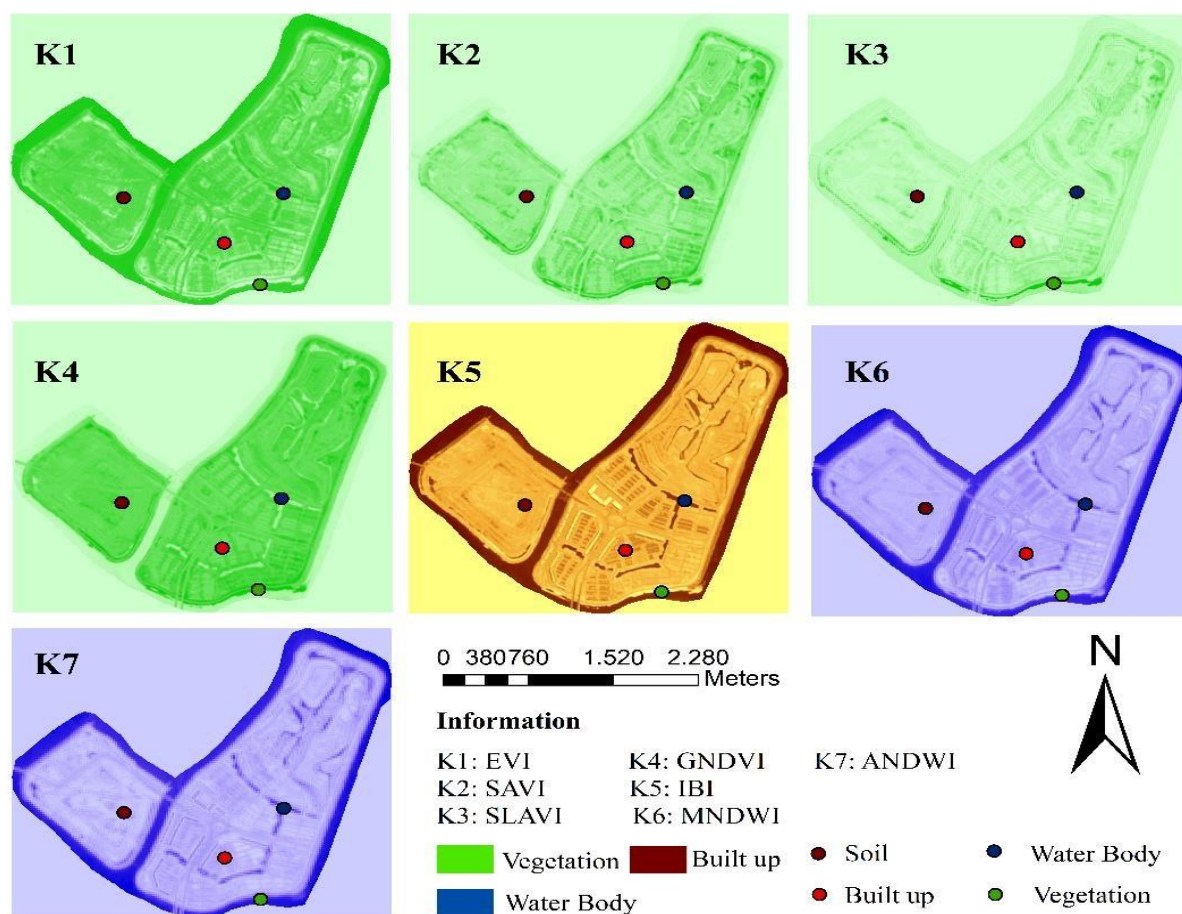 K1
K2
K3
K4
K5
K6
K7
0 380760 1.520 2.280
Meters
N
Information
K1: EVI K4: GNDVI K7: ANDWI
K2: SAVI K5: IBI
K3: SLAVI K6: MNDWI
Vegetation Built up
Water Body
Soil Water Body
Built up Vegetation